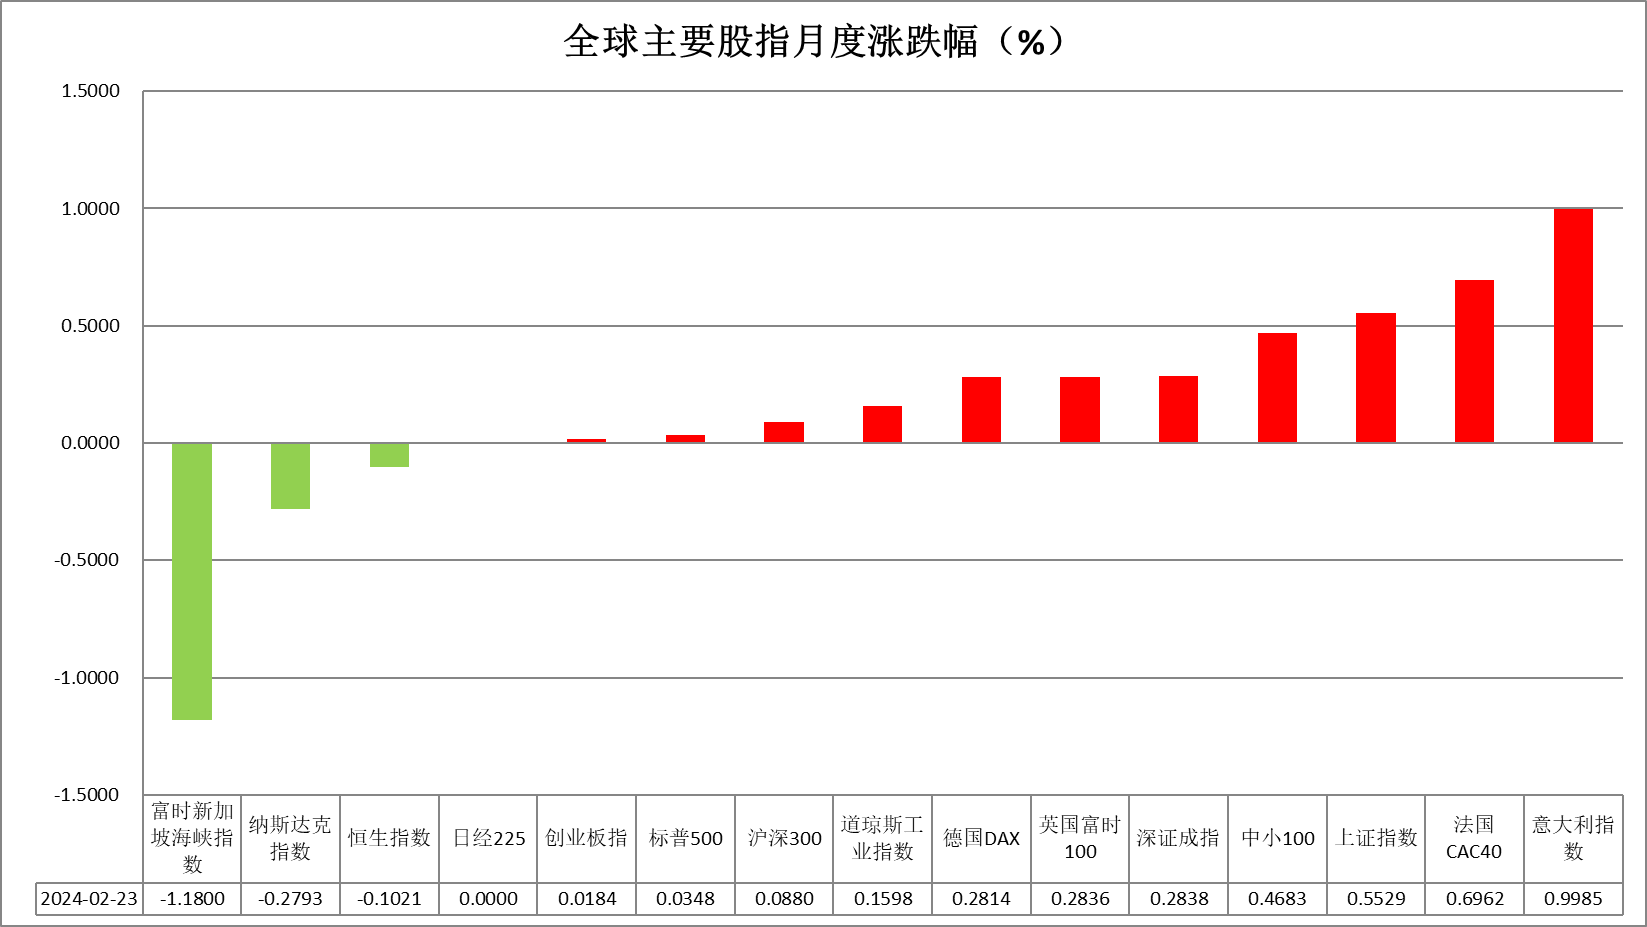 全球主要股指月度涨跌幅（%）
1.5000
1.0000
0.5000
0.0000
-0.5000
-1.0000
-1.5000
富时新加
坡海峡指
数
纳斯达克
指数
恒生指数
日经225
创业板指
标普500
沪深300
道琼斯工
业指数
德国DAX
英国富时
100
深证成指
中小100
上证指数
法国
CAC40
意大利指
数
2024-02-23 -1.1800 -0.2793 -0.1021 0.0000 0.0184 0.0348 0.0880 0.1598 0.2814 0.2836 0.2838 0.4683 0.5529 0.6962 0.9985